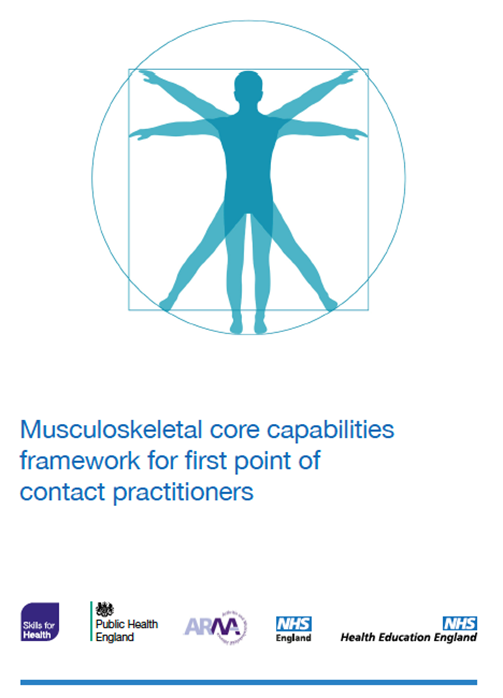 Musculoskeletal core capabilities
framework for first point of
contact practitioners
Skills for
Health
Public Health
England
ARMA
NHS
England
NHS
Health Education England